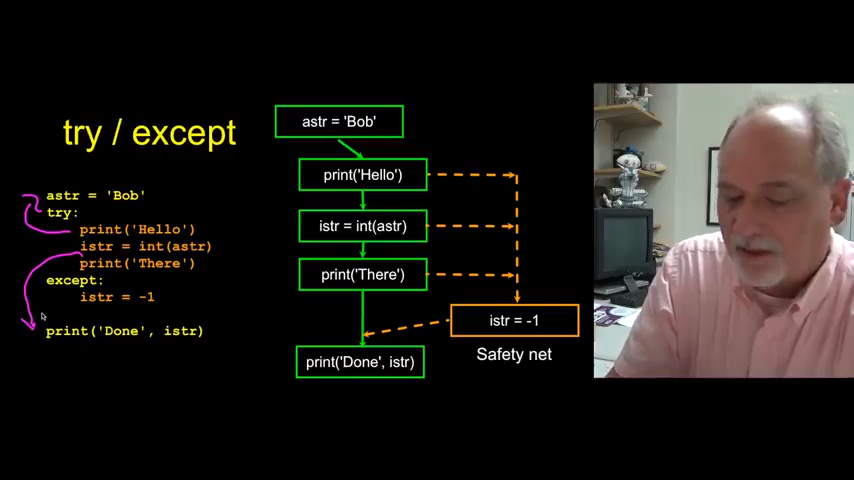 try / except
astr = 'Bob'
try:
print('Hello')
istr = int(astr)
print('There')
except:
istr = -1
print('Done', istr)
astr = 'Bob'
print('Hello')
istr = int(astr)
print('There')
istr = -1
Safety net
print('Done', istr)